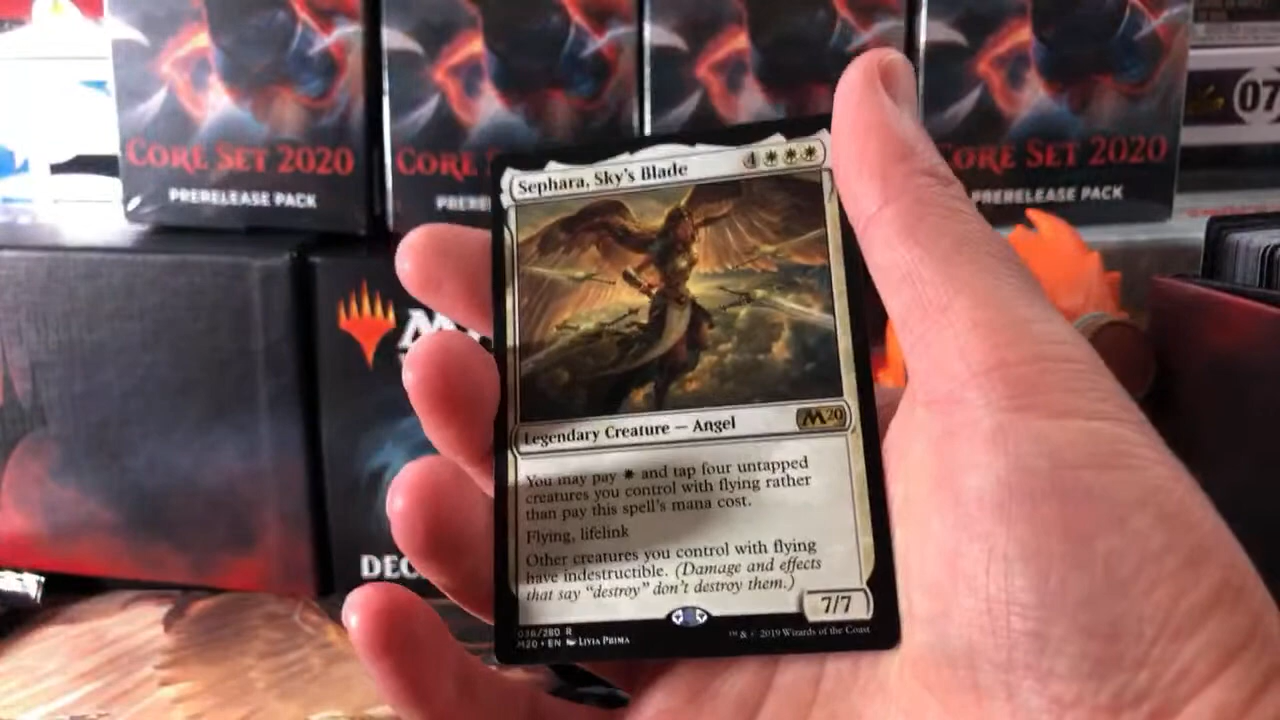 CORE SET 2020
PRERELEASE PACK
CORE SET 2020
PRERELEASE PACK
07
Sephara, Sky's Blade
4
Legendary Creature — Angel
M20
You may pay and tap four untapped
creatures you control with flying rather
than pay this spell's mana cost.
Flying, lifelink
Other creatures you control with flying
have indestructible. (Damage and effects
that say "destroy" don't destroy them.)
7/7
036/280 R
M20 • EN LIVIA PRIMA
™ & © 2019 Wizards of the Coast